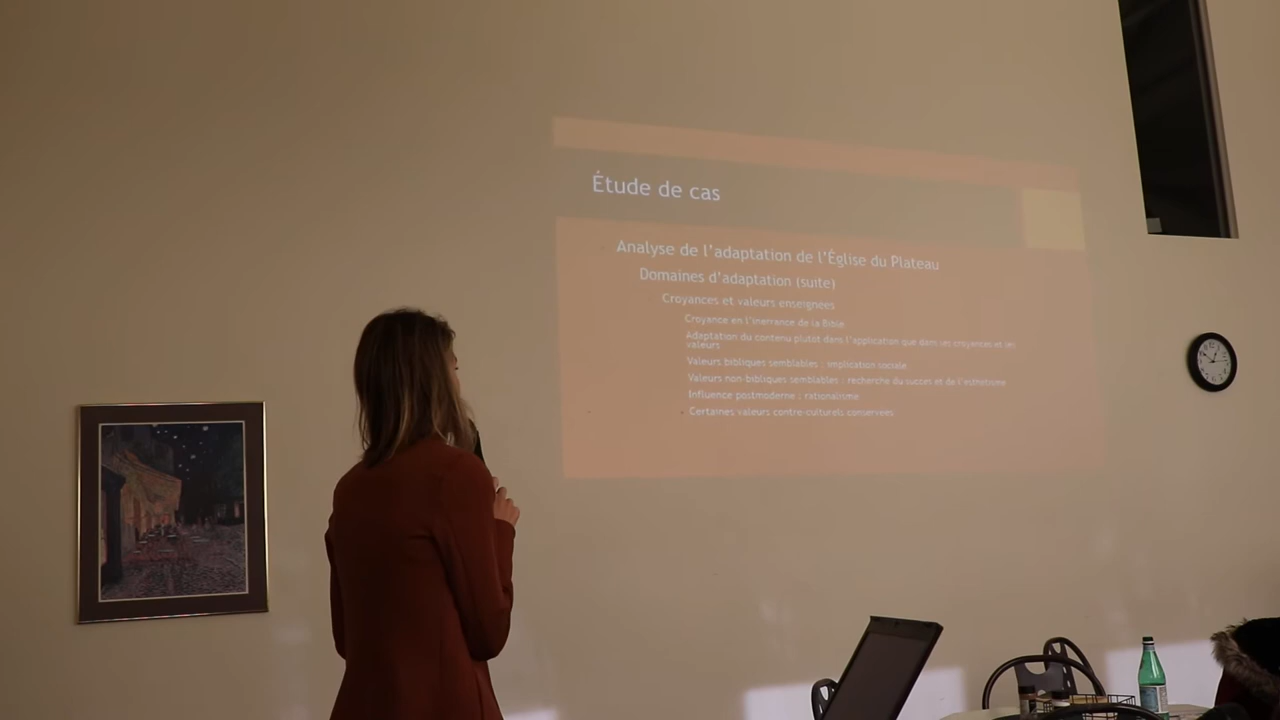 Étude de cas
Analyse de l'adaptation de l'Église du Plateau
Domaines d'adaptation (suite)
Croyances et valeurs enseignées
Croyance en l'inerrance de la Bible
Adaptation du contenu plutôt dans l'application que dans les croyances et les
valeurs
Valeurs bibliques semblables : implication sociale
Valeurs non-bibliques semblables : recherche du succès et de l'esthétisme
Influence postmoderne : rationalisme
Certaines valeurs contre-culturels conservées